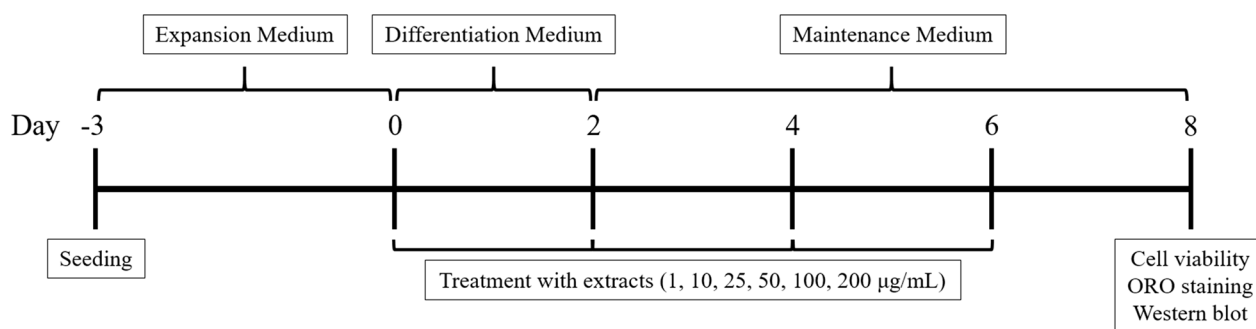 Expansion Medium
Differentiation Medium
Maintenance Medium
Day -3 0 2 4 6 8
Seeding
Treatment with extracts (1, 10, 25, 50, 100, 200 µg/mL)
Cell viability
ORO staining
Western blot